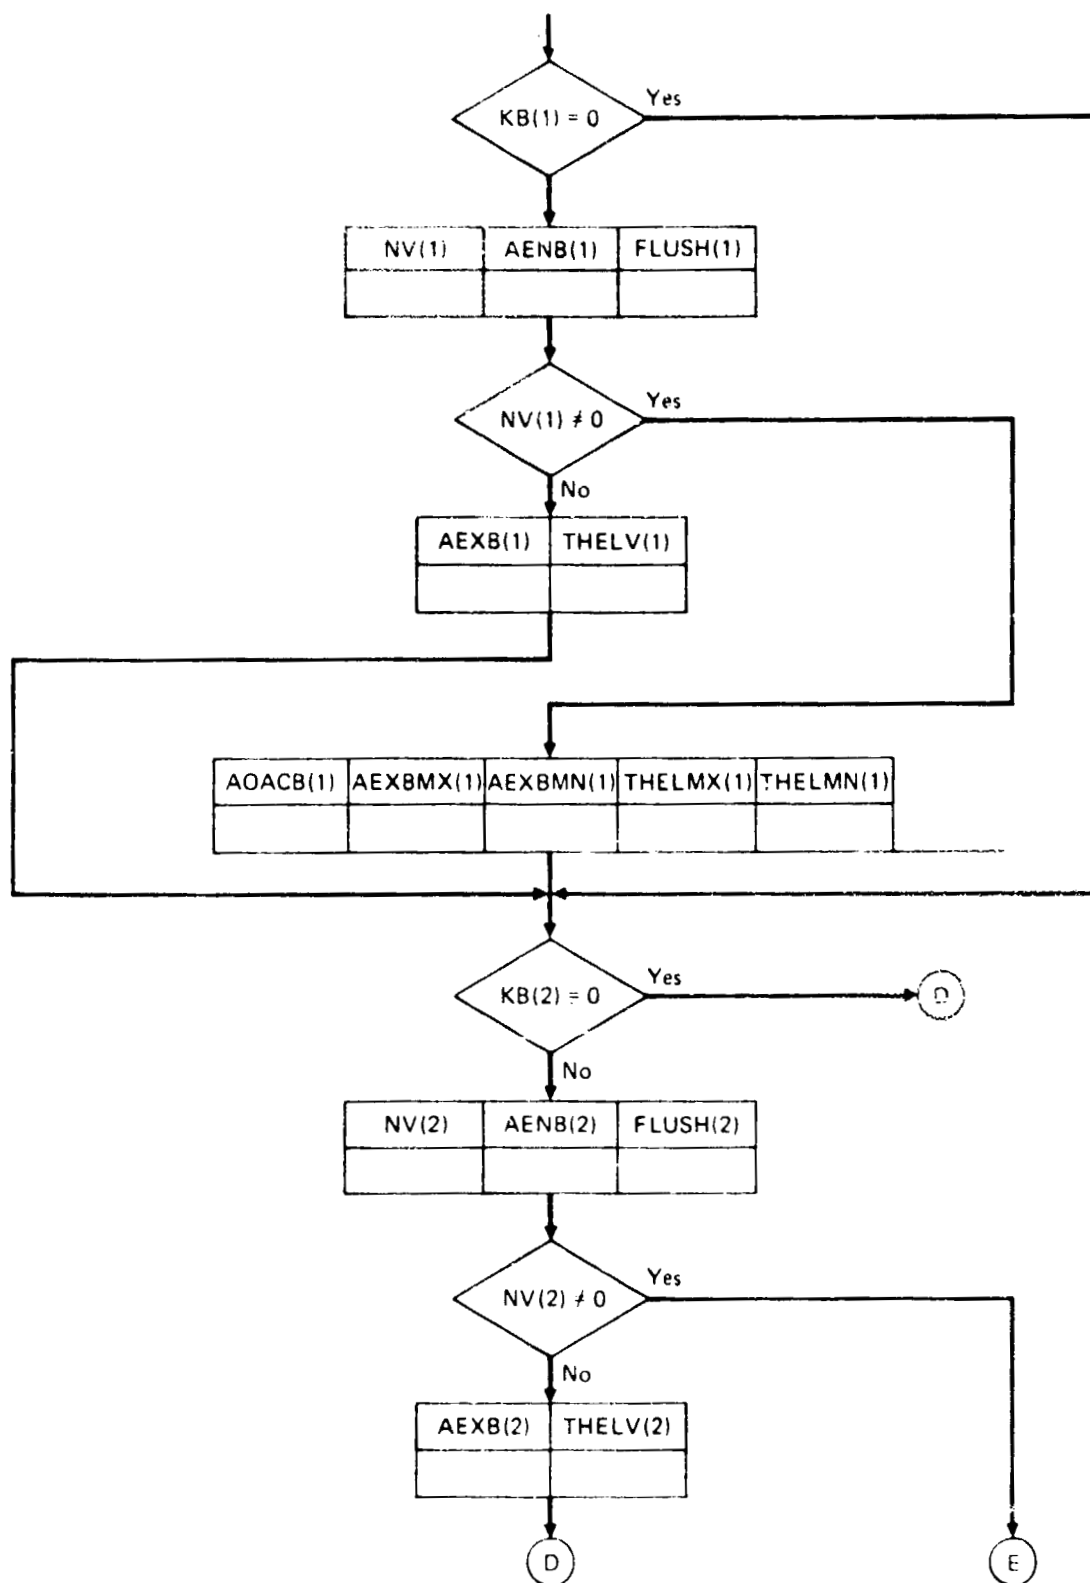 Yes
KB(1) = 0
NV(1) AENB(1) FLUSH(1)
Yes
NV(1) ≠ 0
No
AEXB(1) THELV(1)
AOACB(1) AEXBMX(1) AEXBMN(1) THELMX(1) THELMN(1)
Yes
KB(2) = 0
D
No
NV(2) AENB(2) FLUSH(2)
Yes
NV(2) ≠ 0
No
AEXB(2) THELV(2)
D E